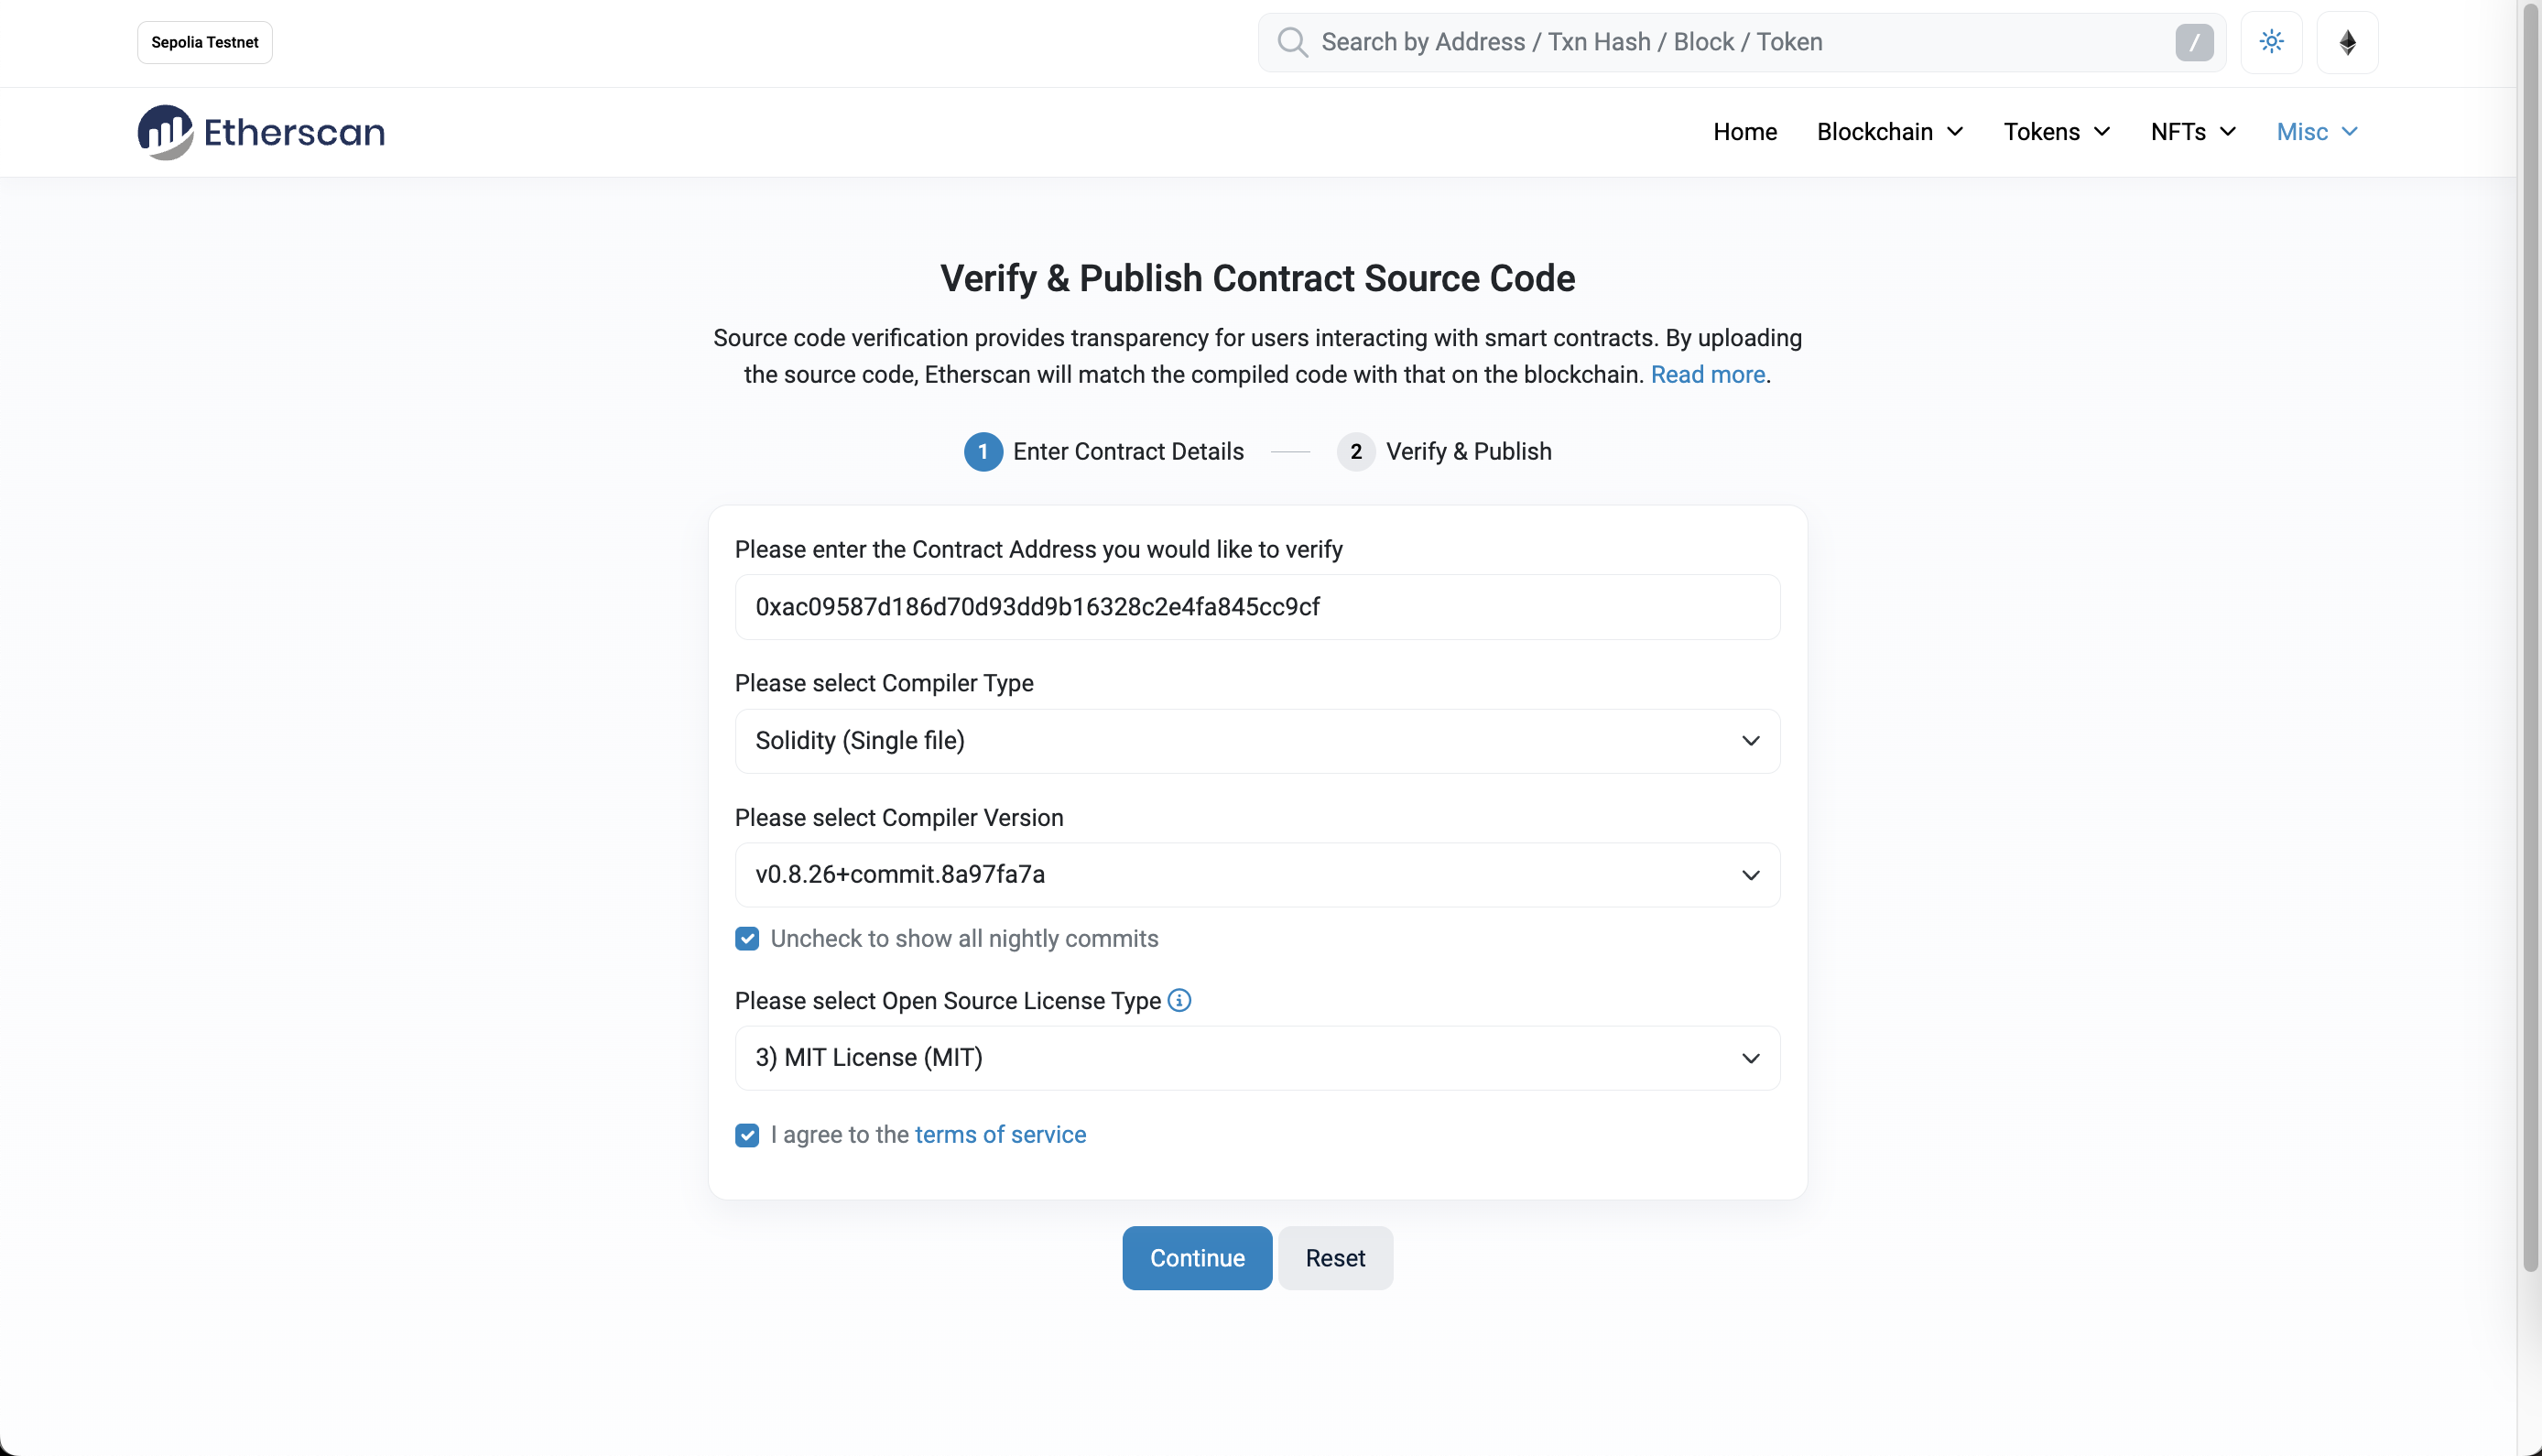 Sepolia Testnet
Search by Address / Txn Hash / Block / Token
/
Etherscan
Home
Blockchain
Tokens
NFTs
Misc
Verify & Publish Contract Source Code
Source code verification provides transparency for users interacting with smart contracts. By uploading
the source code, Etherscan will match the compiled code with that on the blockchain. Read more.
1 Enter Contract Details
2 Verify & Publish
Please enter the Contract Address you would like to verify
0xac09587d186d70d93dd9b16328c2e4fa845cc9cf
Please select Compiler Type
Solidity (Single file)
Please select Compiler Version
v0.8.26+commit.8a97fa7a
Uncheck to show all nightly commits
Please select Open Source License Type
3) MIT License (MIT)
I agree to the terms of service
Continue
Reset